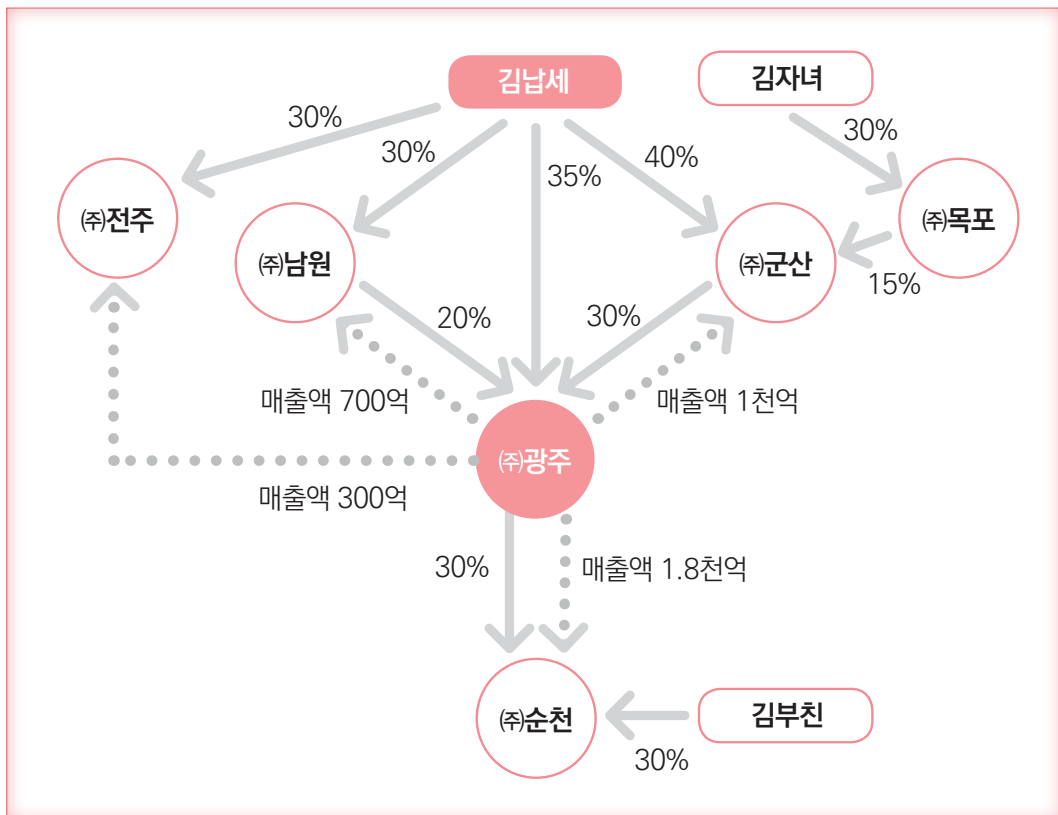 김납세
김자녀
30%
30%
35%
40%
30%
㈜전주
㈜남원
㈜군산
㈜목포
15%
20%
30%
매출액 700억
매출액 1천억
㈜광주
매출액 300억
30%
매출액 1.8천억
㈜순천
김부친
30%